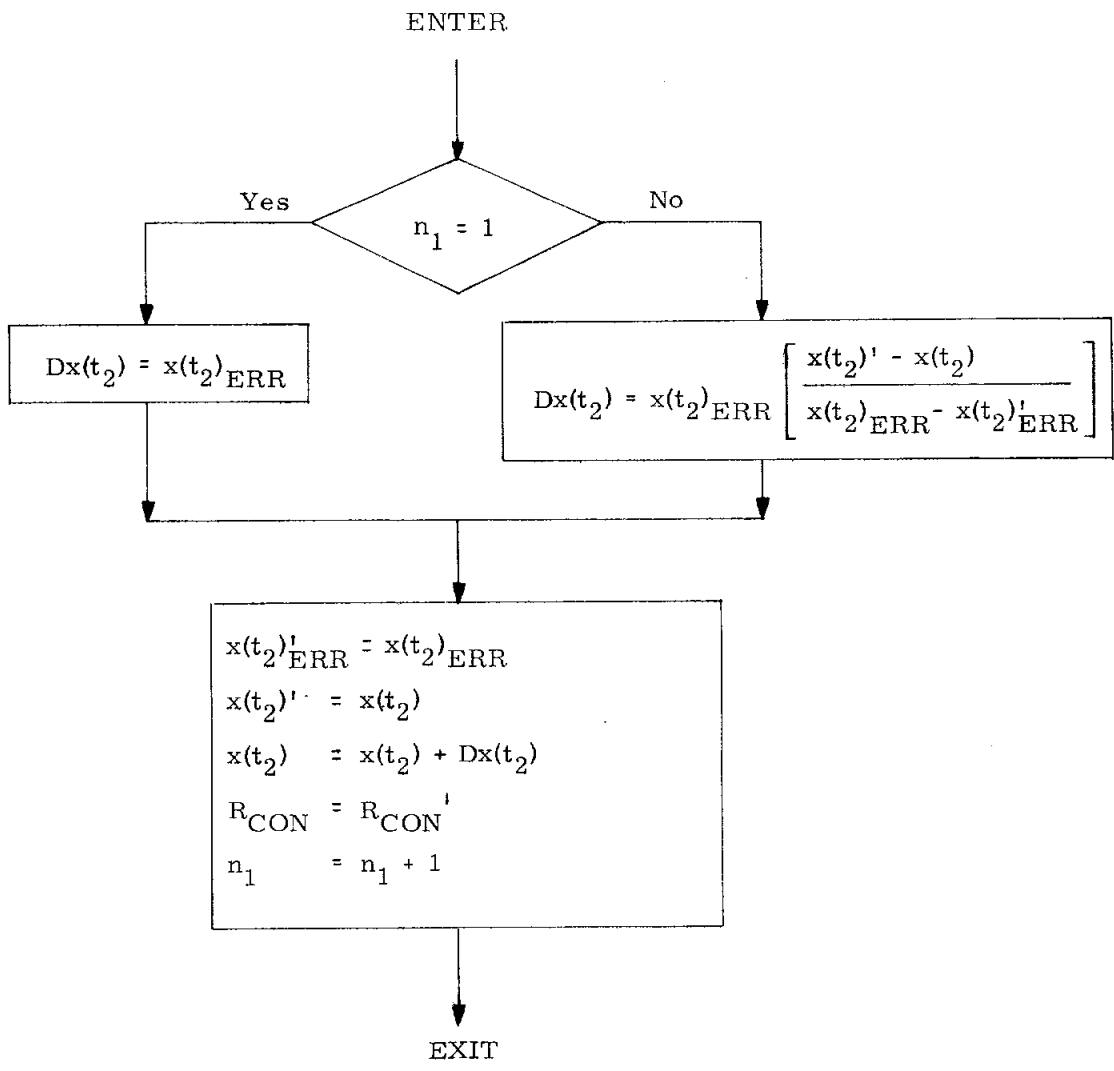 ENTER
Yes
No
n₁ = 1
Dx(t₂) = x(t₂)ERR
Dx(t₂) = x(t₂)ERR [ x(t₂)' - x(t₂) / x(t₂)ERR - x(t₂)'ERR ]
x(t₂)'ERR = x(t₂)ERR
x(t₂)' = x(t₂)
x(t₂) = x(t₂) + Dx(t₂)
RCON = RCON'
n₁ = n₁ + 1
EXIT